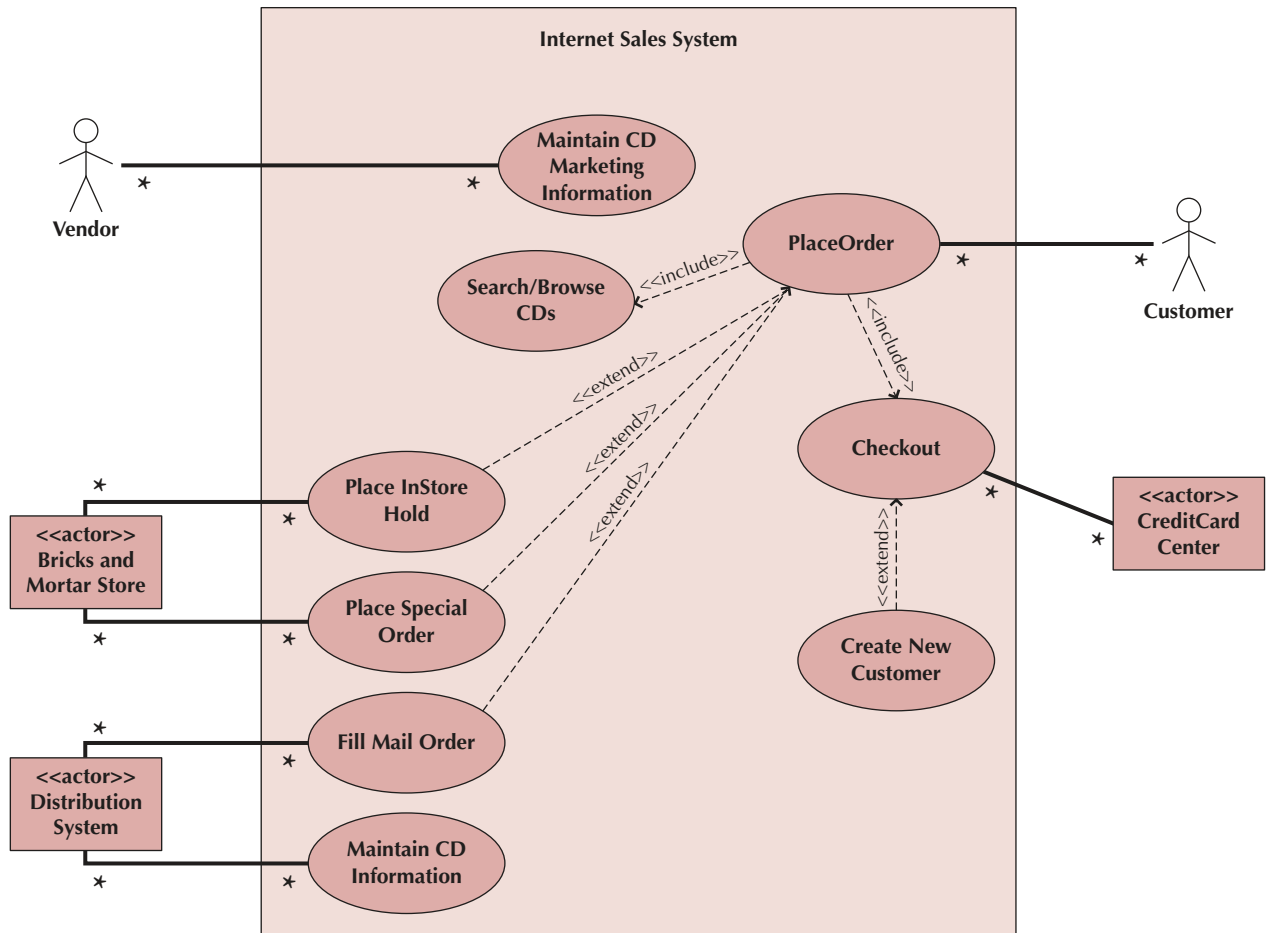 Internet Sales System
Maintain CD
Marketing
Information
*
*
Vendor
PlaceOrder
*
*
Customer
Search/Browse
CDs
<<include>>
<<include>>
<<extend>>
<<extend>>
<<extend>>
Checkout
*
*
<<actor>>
CreditCard
Center
<<extend>>
Create New
Customer
*
*
Place InStore
Hold
<<actor>>
Bricks and
Mortar Store
*
*
Place Special
Order
*
*
Fill Mail Order
<<actor>>
Distribution
System
*
*
Maintain CD
Information